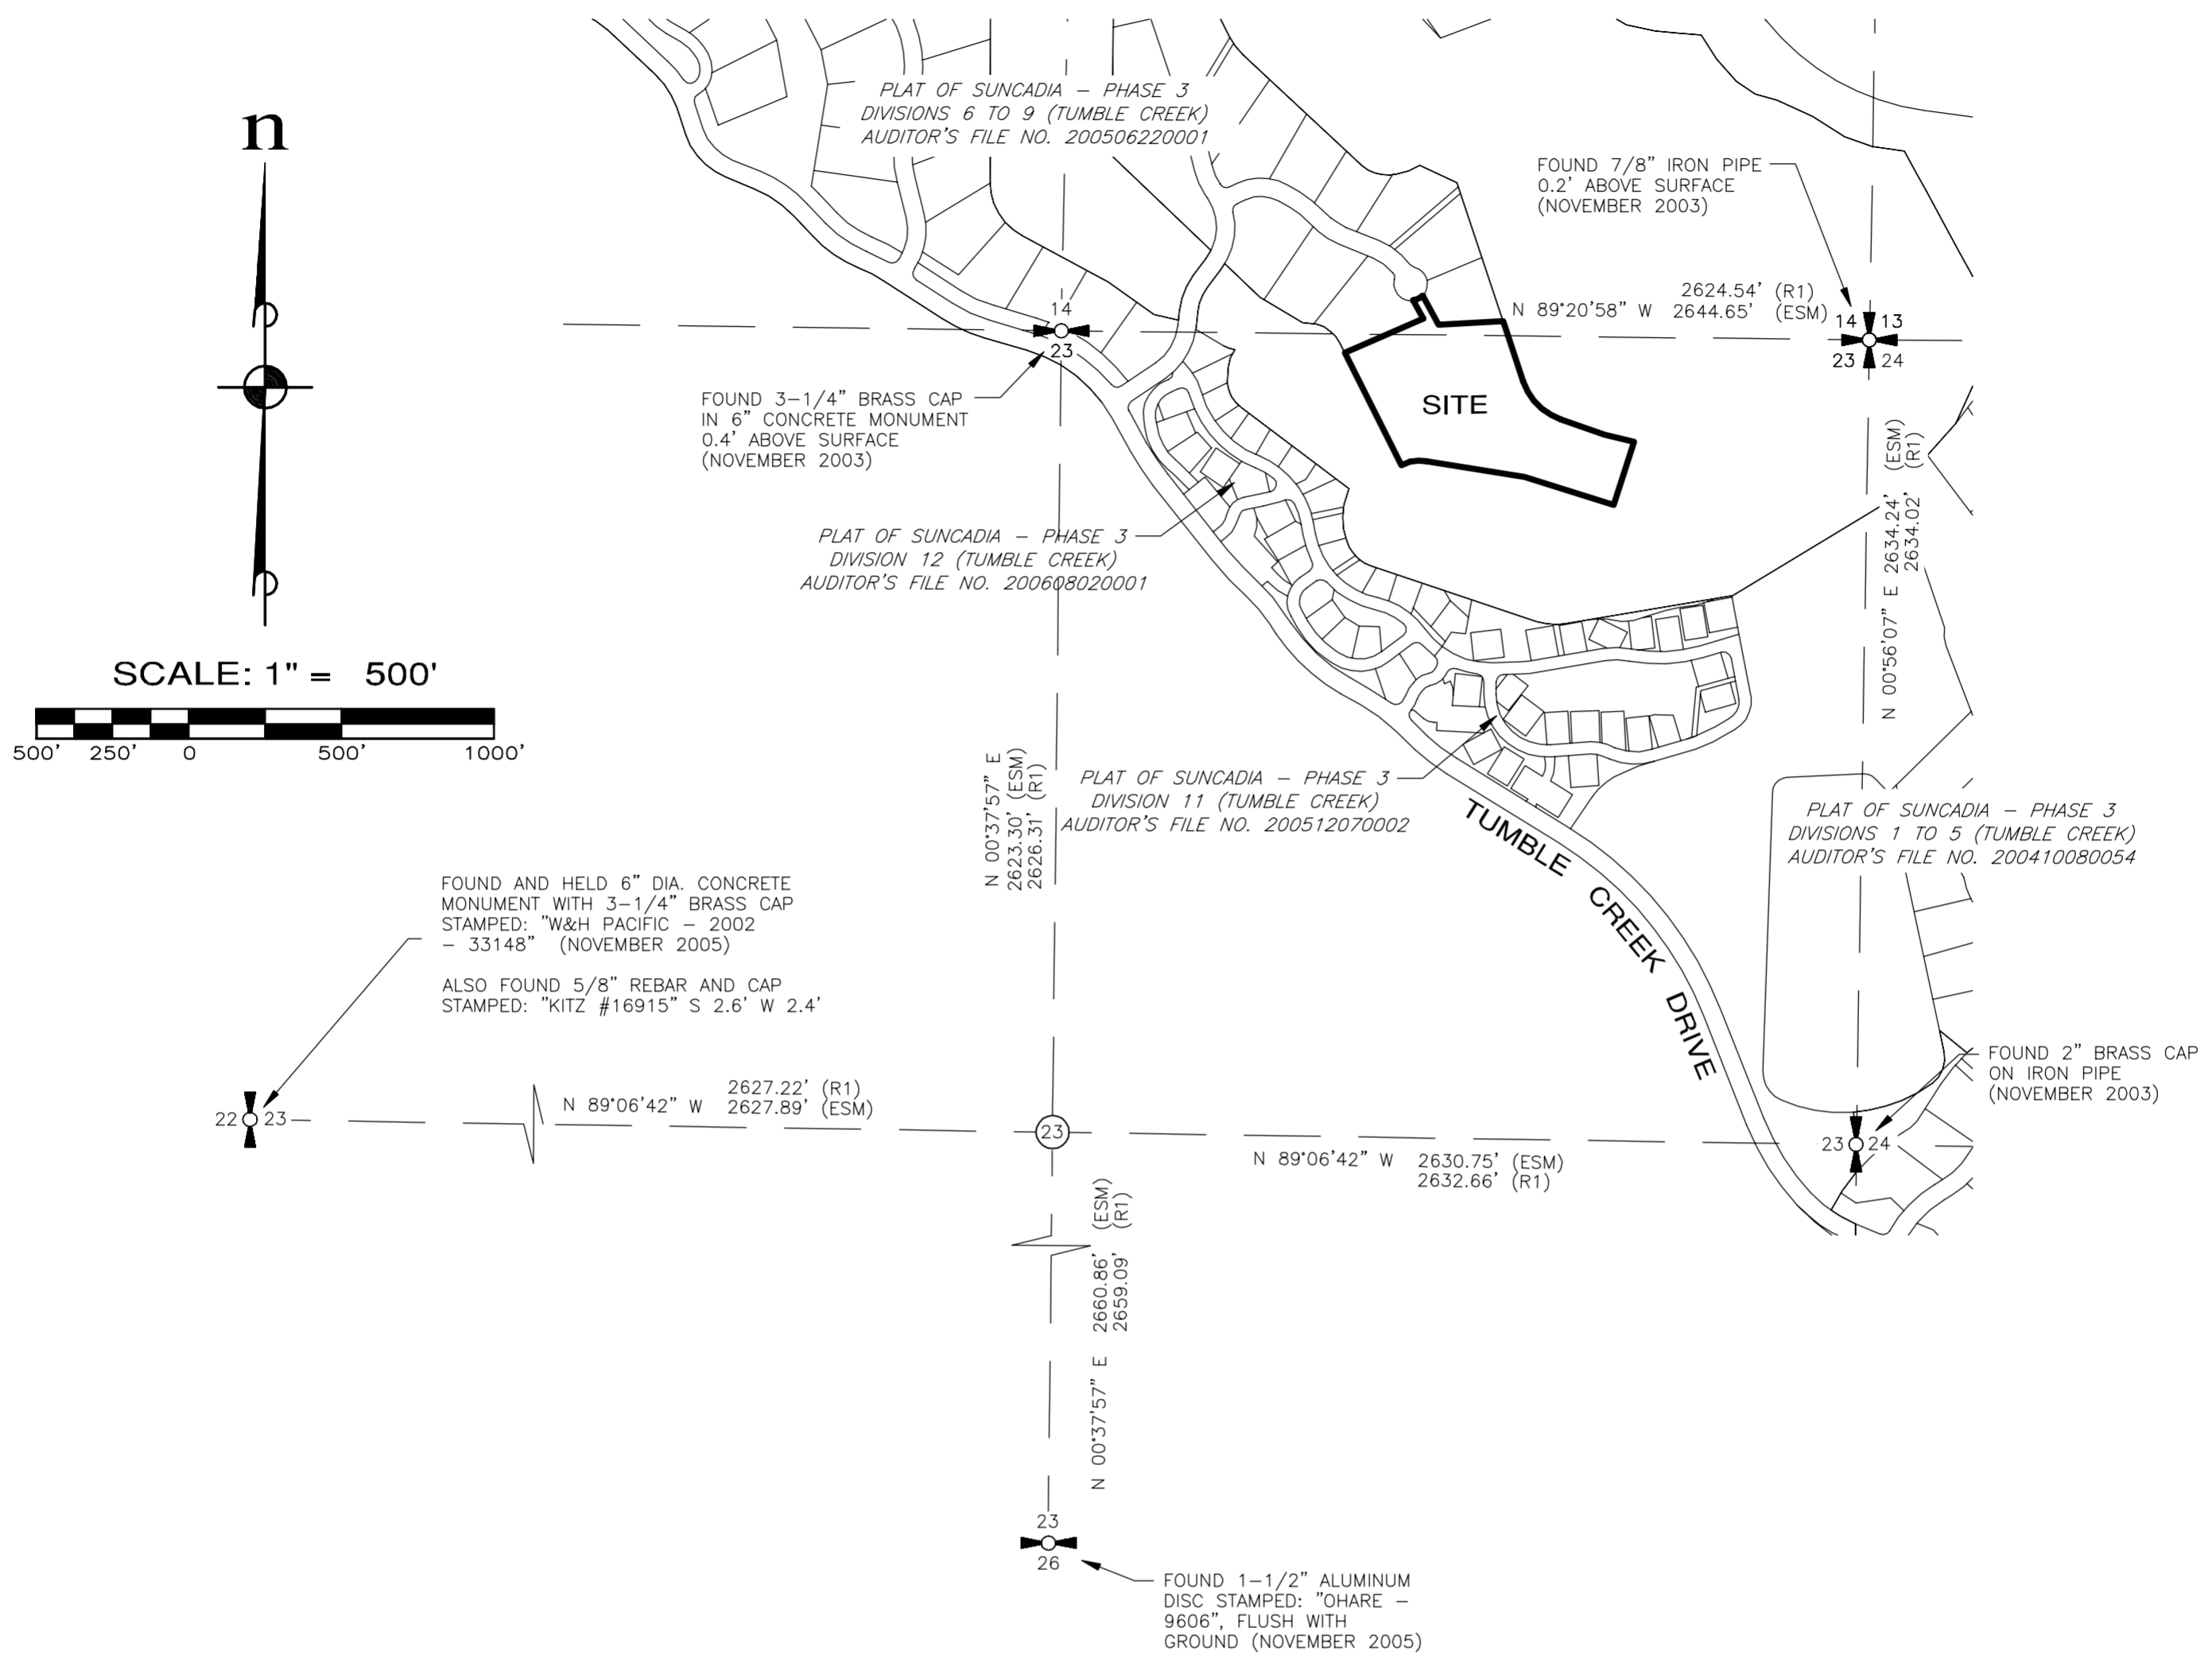 PLAT OF SUNCADIA – PHASE 3
DIVISIONS 6 TO 9 (TUMBLE CREEK)
AUDITOR'S FILE NO. 200506220001
n
FOUND 7/8" IRON PIPE
0.2' ABOVE SURFACE
(NOVEMBER 2003)
2624.54' (R1)
N 89°20'58" W 2644.65' (ESM)
14
23
14 13
23 24
SITE
FOUND 3-1/4" BRASS CAP
IN 6" CONCRETE MONUMENT
0.4' ABOVE SURFACE
(NOVEMBER 2003)
N 00°56'07" E 2634.24' (ESM)
2634.02' (R1)
PLAT OF SUNCADIA – PHASE 3
DIVISION 12 (TUMBLE CREEK)
AUDITOR'S FILE NO. 200608020001
SCALE: 1" = 500'
500' 250' 0 500' 1000'
N 00°37'57" E
2623.30' (ESM)
2626.31' (R1)
PLAT OF SUNCADIA – PHASE 3
DIVISION 11 (TUMBLE CREEK)
AUDITOR'S FILE NO. 200512070002
TUMBLE CREEK DRIVE
PLAT OF SUNCADIA – PHASE 3
DIVISIONS 1 TO 5 (TUMBLE CREEK)
AUDITOR'S FILE NO. 200410080054
FOUND AND HELD 6" DIA. CONCRETE
MONUMENT WITH 3-1/4" BRASS CAP
STAMPED: "W&H PACIFIC – 2002
– 33148" (NOVEMBER 2005)
ALSO FOUND 5/8" REBAR AND CAP
STAMPED: "KITZ #16915" S 2.6' W 2.4'
FOUND 2" BRASS CAP
ON IRON PIPE
(NOVEMBER 2003)
22 23
2627.22' (R1)
N 89°06'42" W 2627.89' (ESM)
23
N 89°06'42" W 2630.75' (ESM)
2632.66' (R1)
23 24
N 00°37'57" E 2660.86' (ESM)
2659.09' (R1)
23
26
FOUND 1-1/2" ALUMINUM
DISC STAMPED: "OHARE –
9606", FLUSH WITH
GROUND (NOVEMBER 2005)